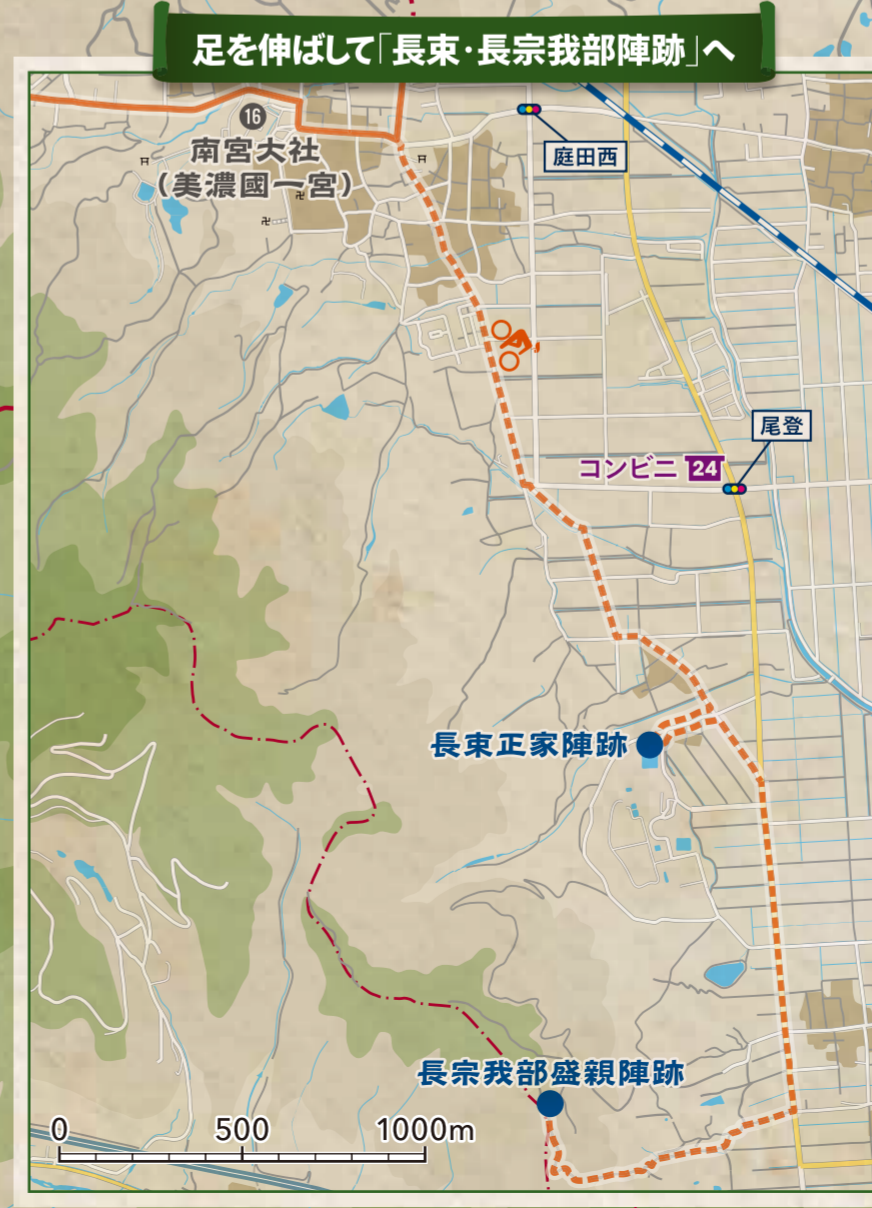 足を伸ばして「長束・長宗我部陣跡」へ
16
南宮大社
(美濃國一宮)
庭田西
尾登
コンビニ 24
長束正家陣跡
長宗我部盛親陣跡
0 500 1000m